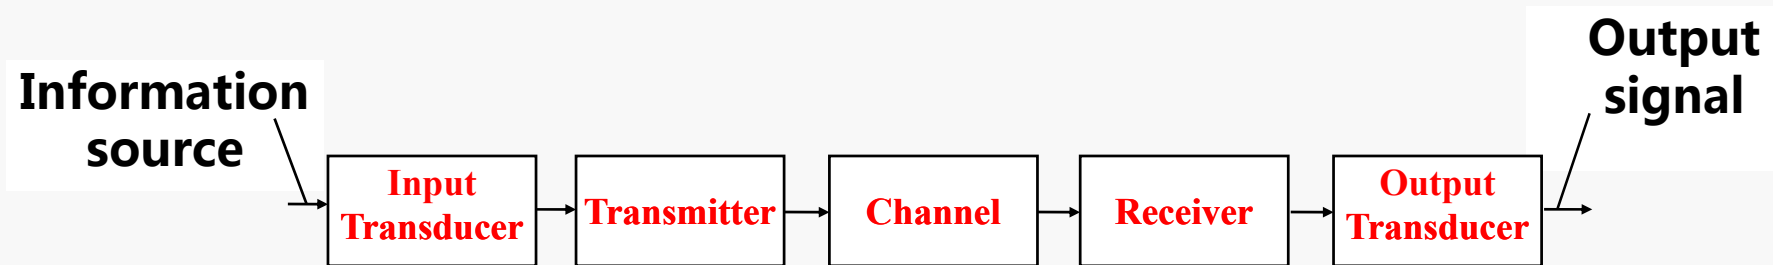 Information
source
Input
Transducer
Transmitter
Channel
Receiver
Output
Transducer
Output
signal